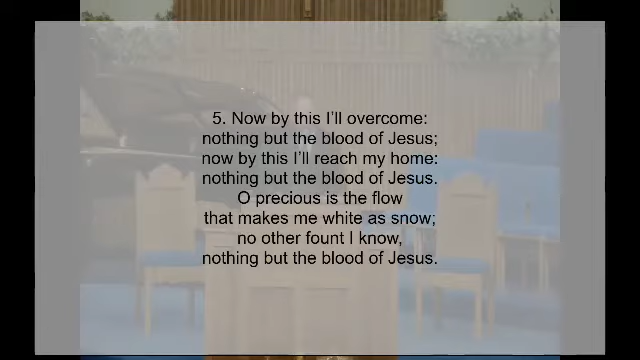 5. Now by this I'll overcome:
nothing but the blood of Jesus;
now by this I'll reach my home:
nothing but the blood of Jesus.
O precious is the flow
that makes me white as snow;
no other fount I know,
nothing but the blood of Jesus.